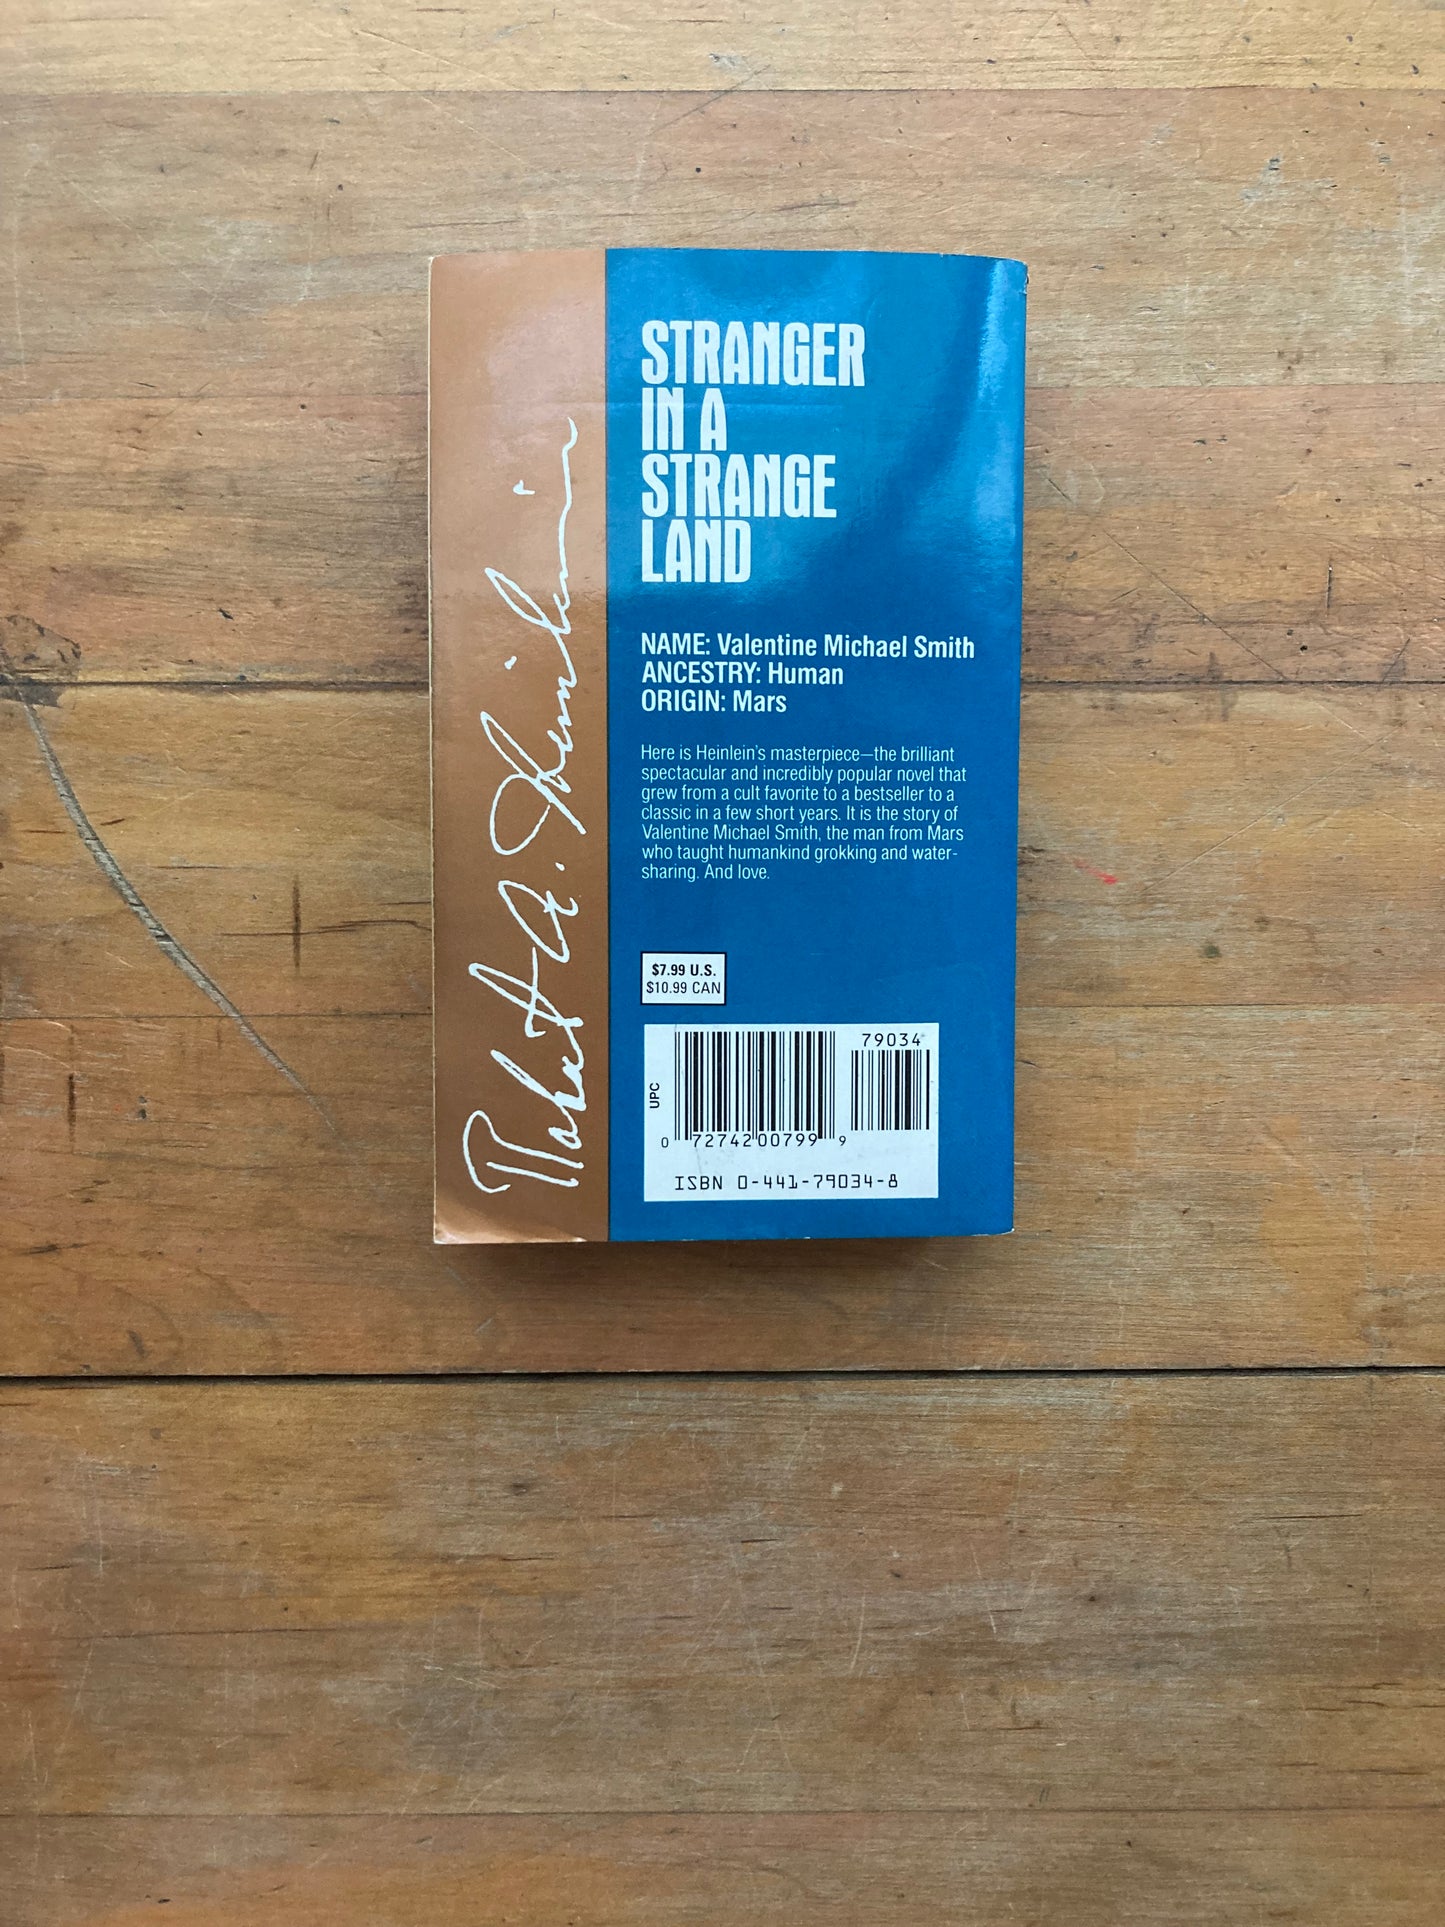 Robert A. Heinlein
STRANGER
IN A
STRANGE
LAND
NAME: Valentine Michael Smith
ANCESTRY: Human
ORIGIN: Mars
Here is Heinlein's masterpiece—the brilliant
spectacular and incredibly popular novel that
grew from a cult favorite to a bestseller to a
classic in a few short years. It is the story of
Valentine Michael Smith, the man from Mars
who taught humankind grokking and water-
sharing. And love.
$7.99 U.S.
$10.99 CAN
79034
UPC
0 72742 00799 9
ISBN 0-441-79034-8